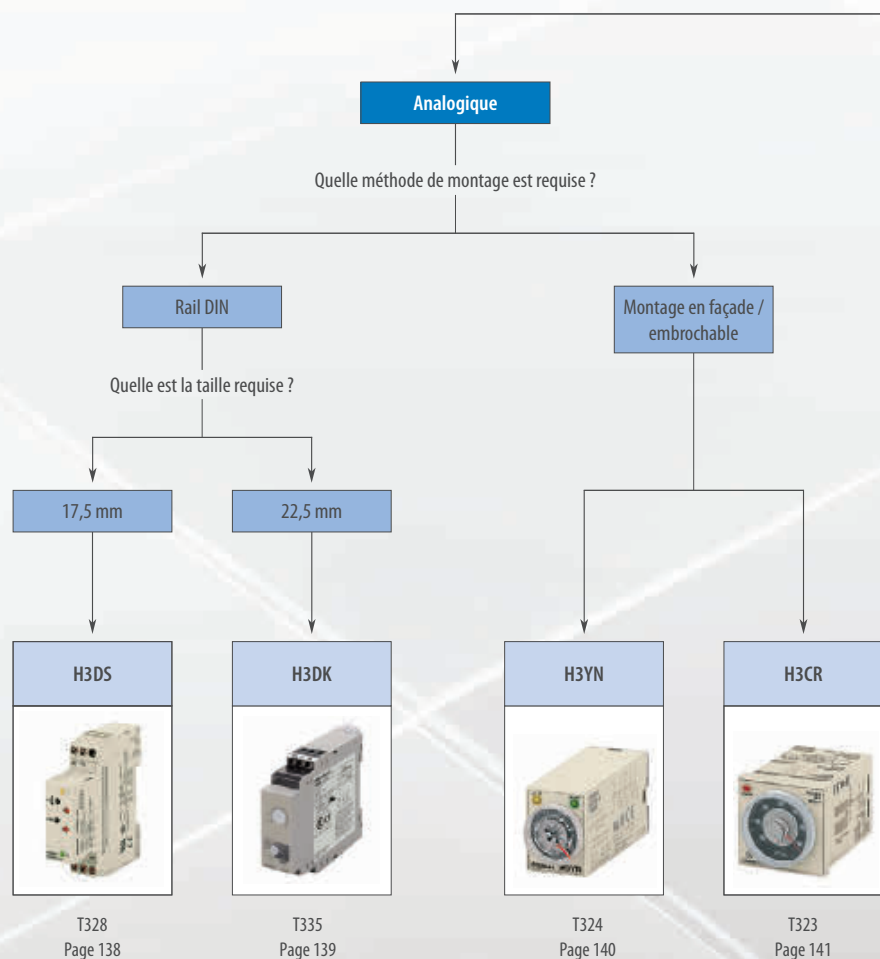 Analogique
Quelle méthode de montage est requise ?
Rail DIN
Montage en façade /
embrochable
Quelle est la taille requise ?
17,5 mm
22,5 mm
H3DS
H3DK
H3YN
H3CR
T328
Page 138
T335
Page 139
T324
Page 140
T323
Page 141